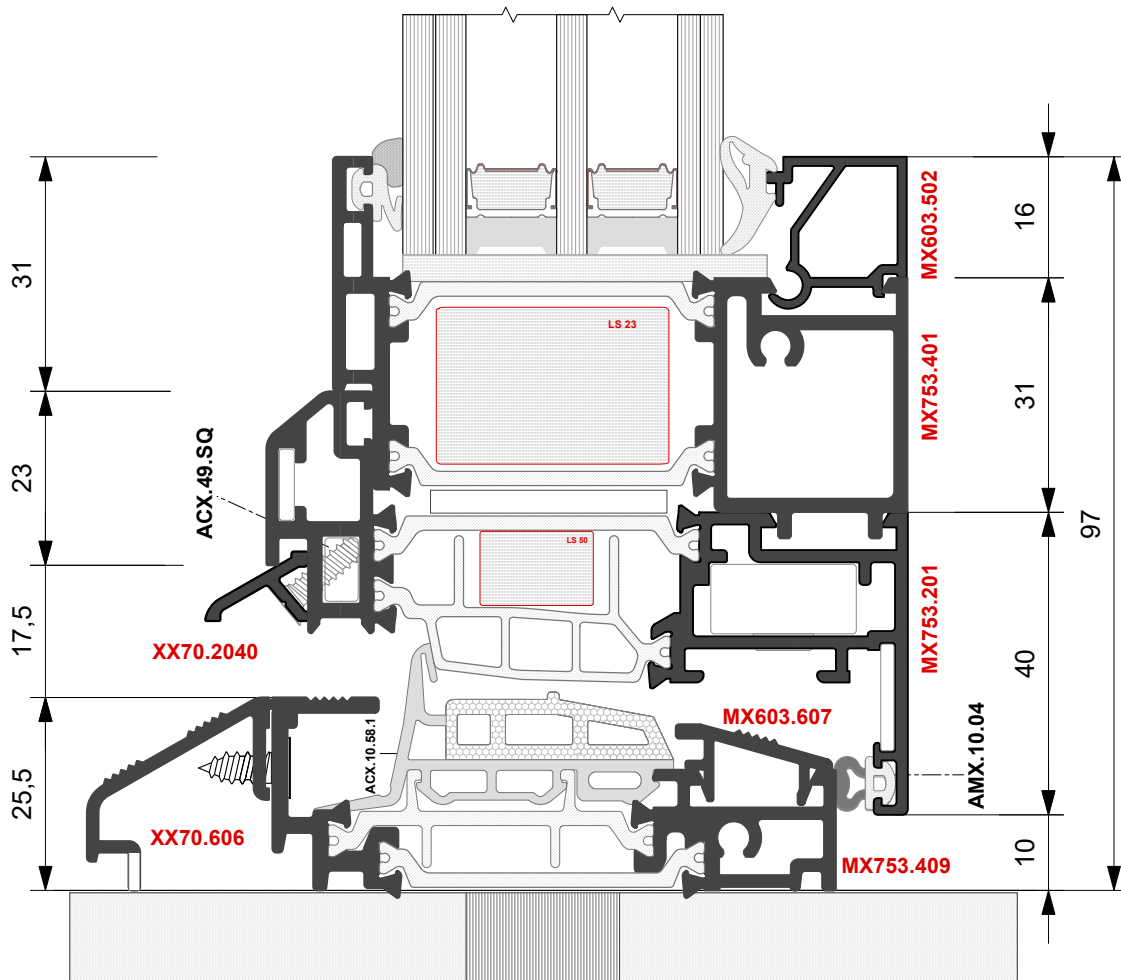 31
23
17,5
25,5
ACX.49.SQ
XX70.2040
XX70.606
LS 23
LS 50
ACX.10.58.1
MX603.607
MX753.409
AMX.10.04
MX603.502
MX753.401
MX753.201
16
31
40
10
97